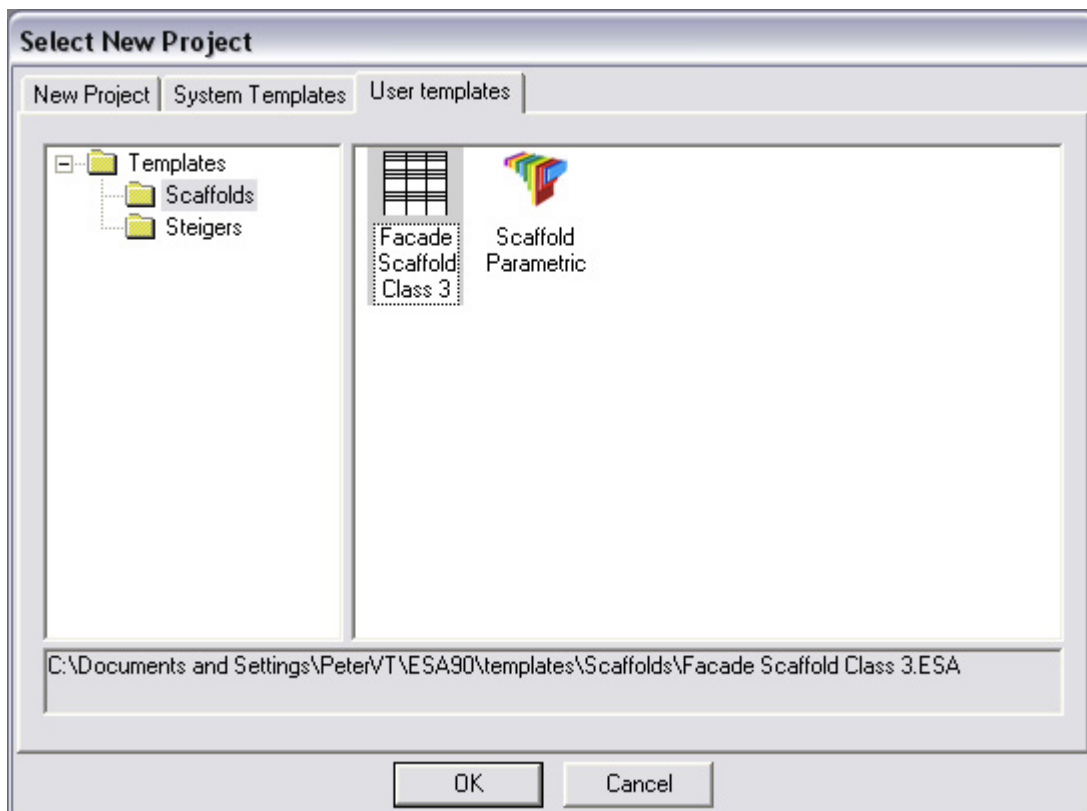 Select New Project
New Project
System Templates
User templates
Templates
Scaffolds
Steigers
Facade
Scaffold
Class 3
Scaffold
Parametric
C:\Documents and Settings\PeterVT\ESA90\templates\Scaffolds\Facade Scaffold Class 3.ESA
OK
Cancel